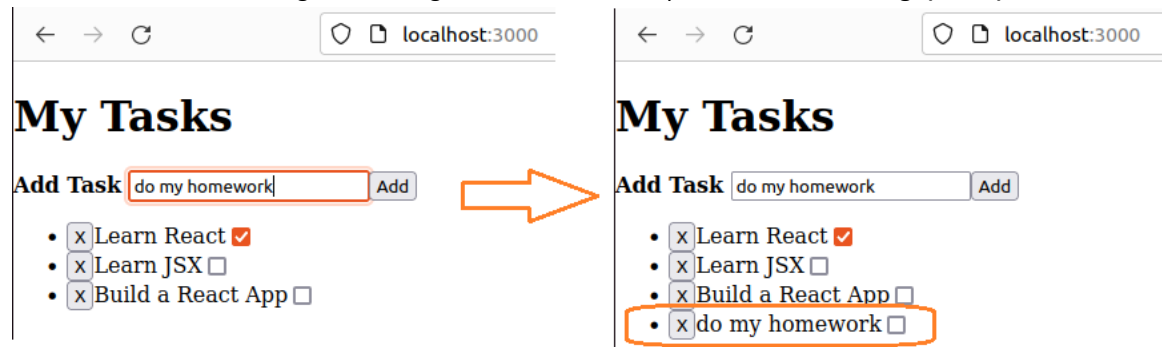 localhost:3000
My Tasks
Add Task do my homework Add
x Learn React
x Learn JSX
x Build a React App
localhost:3000
My Tasks
Add Task do my homework Add
x Learn React
x Learn JSX
x Build a React App
x do my homework